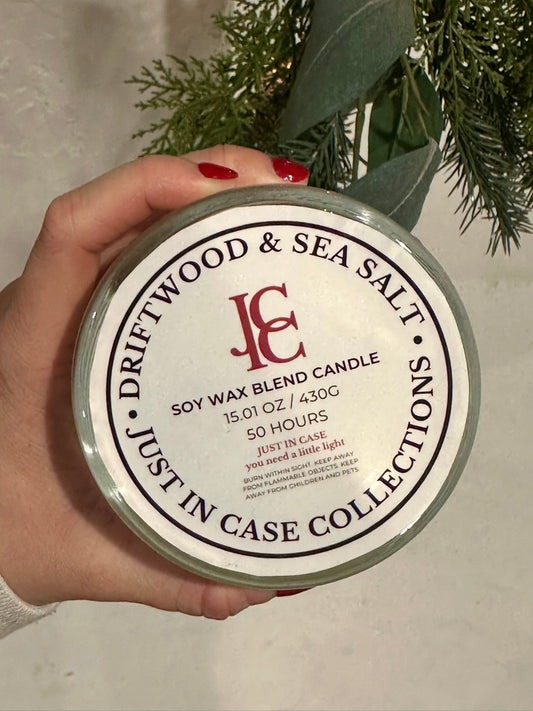 • DRIFTWOOD & SEA SALT •
JCC
SOY WAX BLEND CANDLE
15.01 OZ / 430G
50 HOURS
JUST IN CASE
you need a little light
BURN WITHIN SIGHT. KEEP AWAY
FROM FLAMMABLE OBJECTS. KEEP
AWAY FROM CHILDREN AND PETS.
JUST IN CASE COLLECTIONS